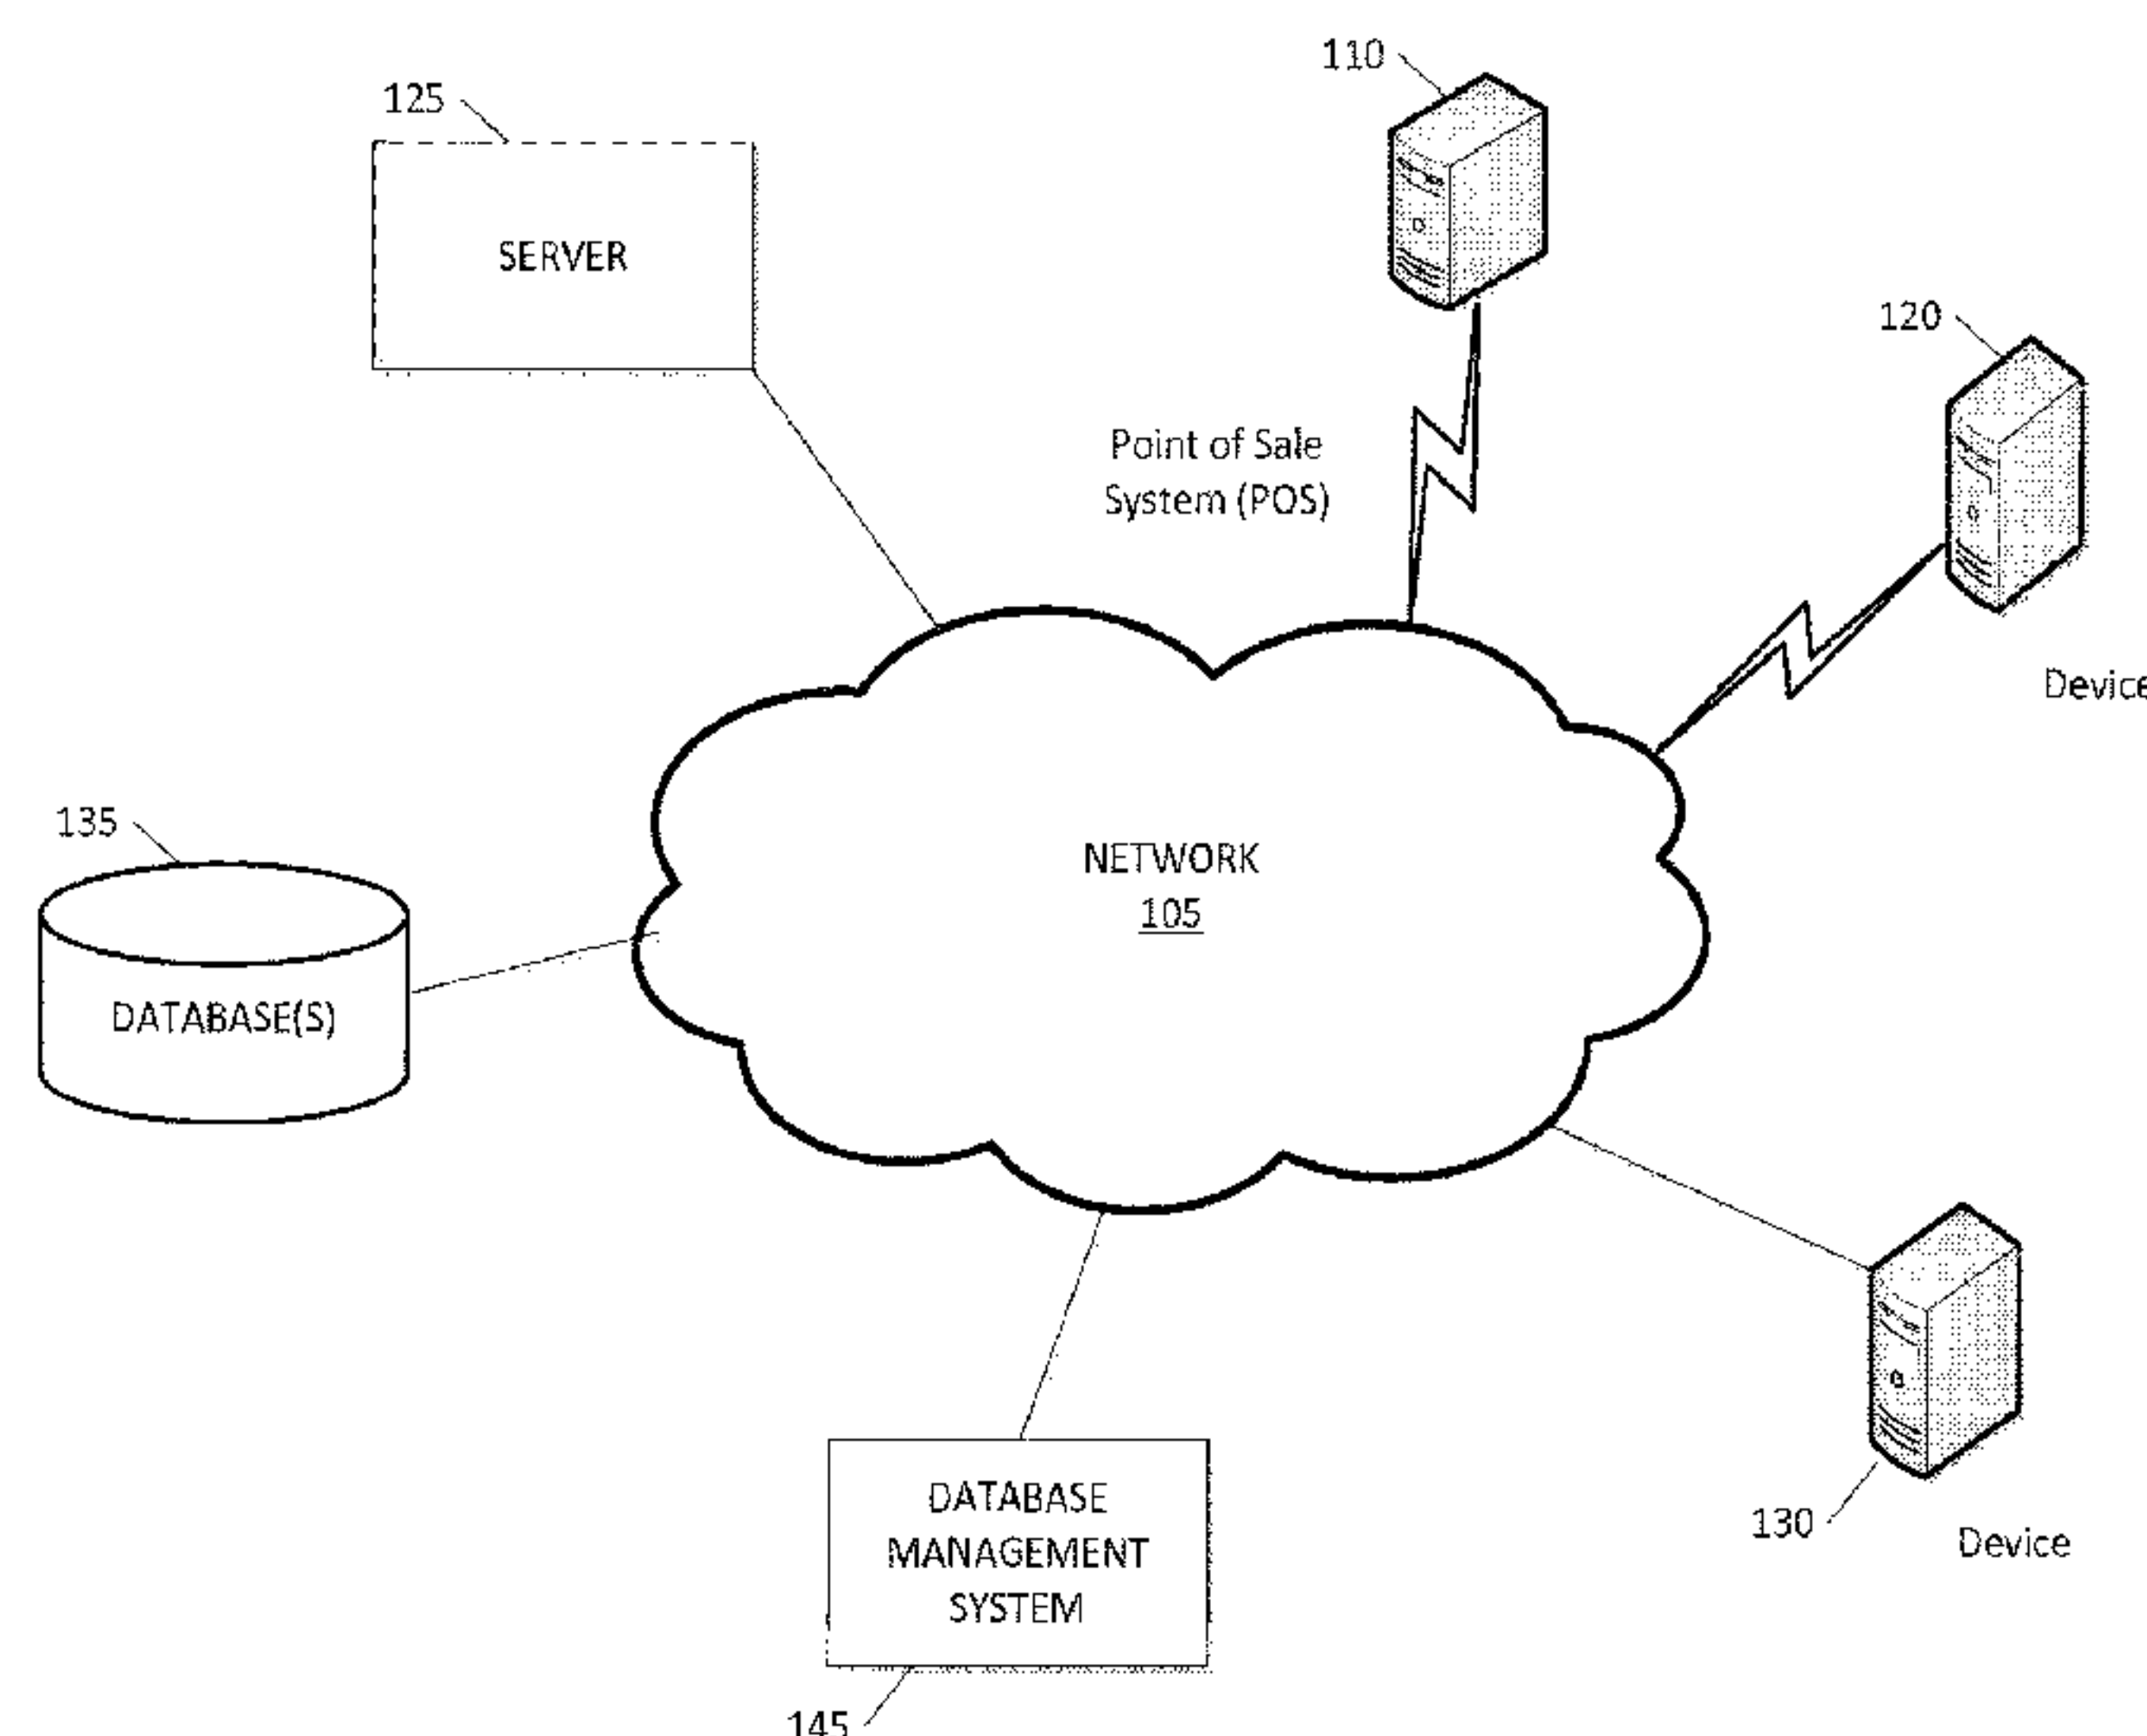 110
125
SERVER
120
Point of Sale
System (POS)
Device
135
NETWORK
105
DATABASE(S)
DATABASE
MANAGEMENT
SYSTEM
130
Device
145